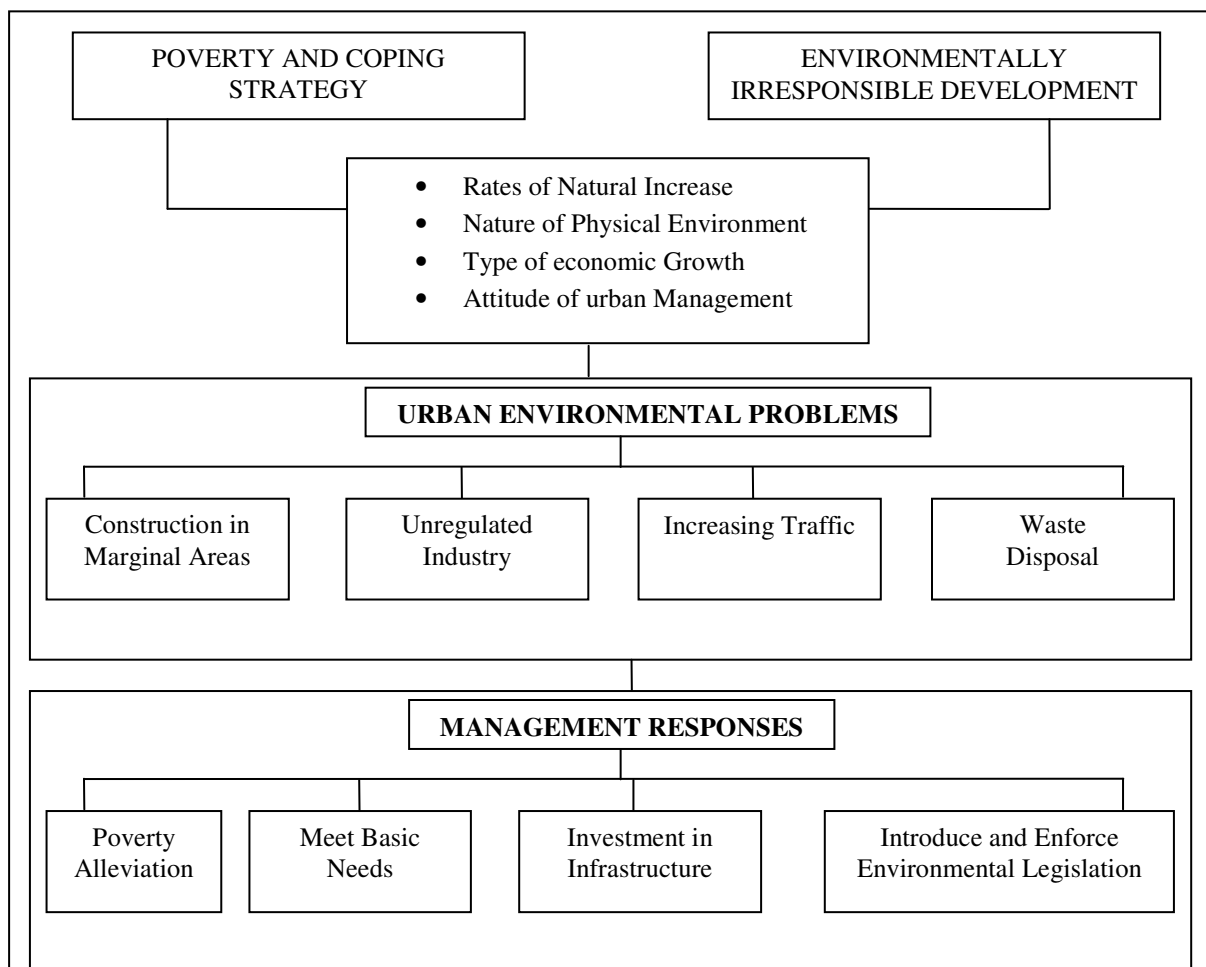 POVERTY AND COPING
STRATEGY
ENVIRONMENTALLY
IRRESPONSIBLE DEVELOPMENT
• Rates of Natural Increase
• Nature of Physical Environment
• Type of economic Growth
• Attitude of urban Management
URBAN ENVIRONMENTAL PROBLEMS
Construction in
Marginal Areas
Unregulated
Industry
Increasing Traffic
Waste
Disposal
MANAGEMENT RESPONSES
Poverty
Alleviation
Meet Basic
Needs
Investment in
Infrastructure
Introduce and Enforce
Environmental Legislation